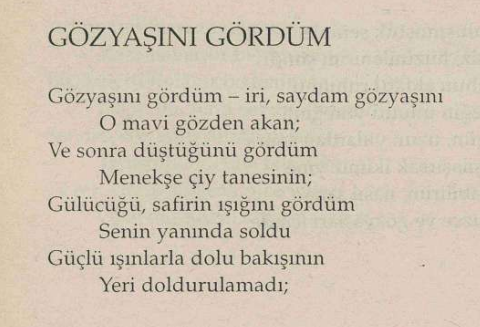 GÖZYAŞINI GÖRDÜM
Gözyaşını gördüm – iri, saydam gözyaşını
O mavi gözden akan;
Ve sonra düştüğünü gördüm
Menekşe çiy tanesinin;
Gülücüğü, safirin ışığını gördüm
Senin yanında soldu
Güçlü ışınlarla dolu bakışının
Yeri doldurulamadı;